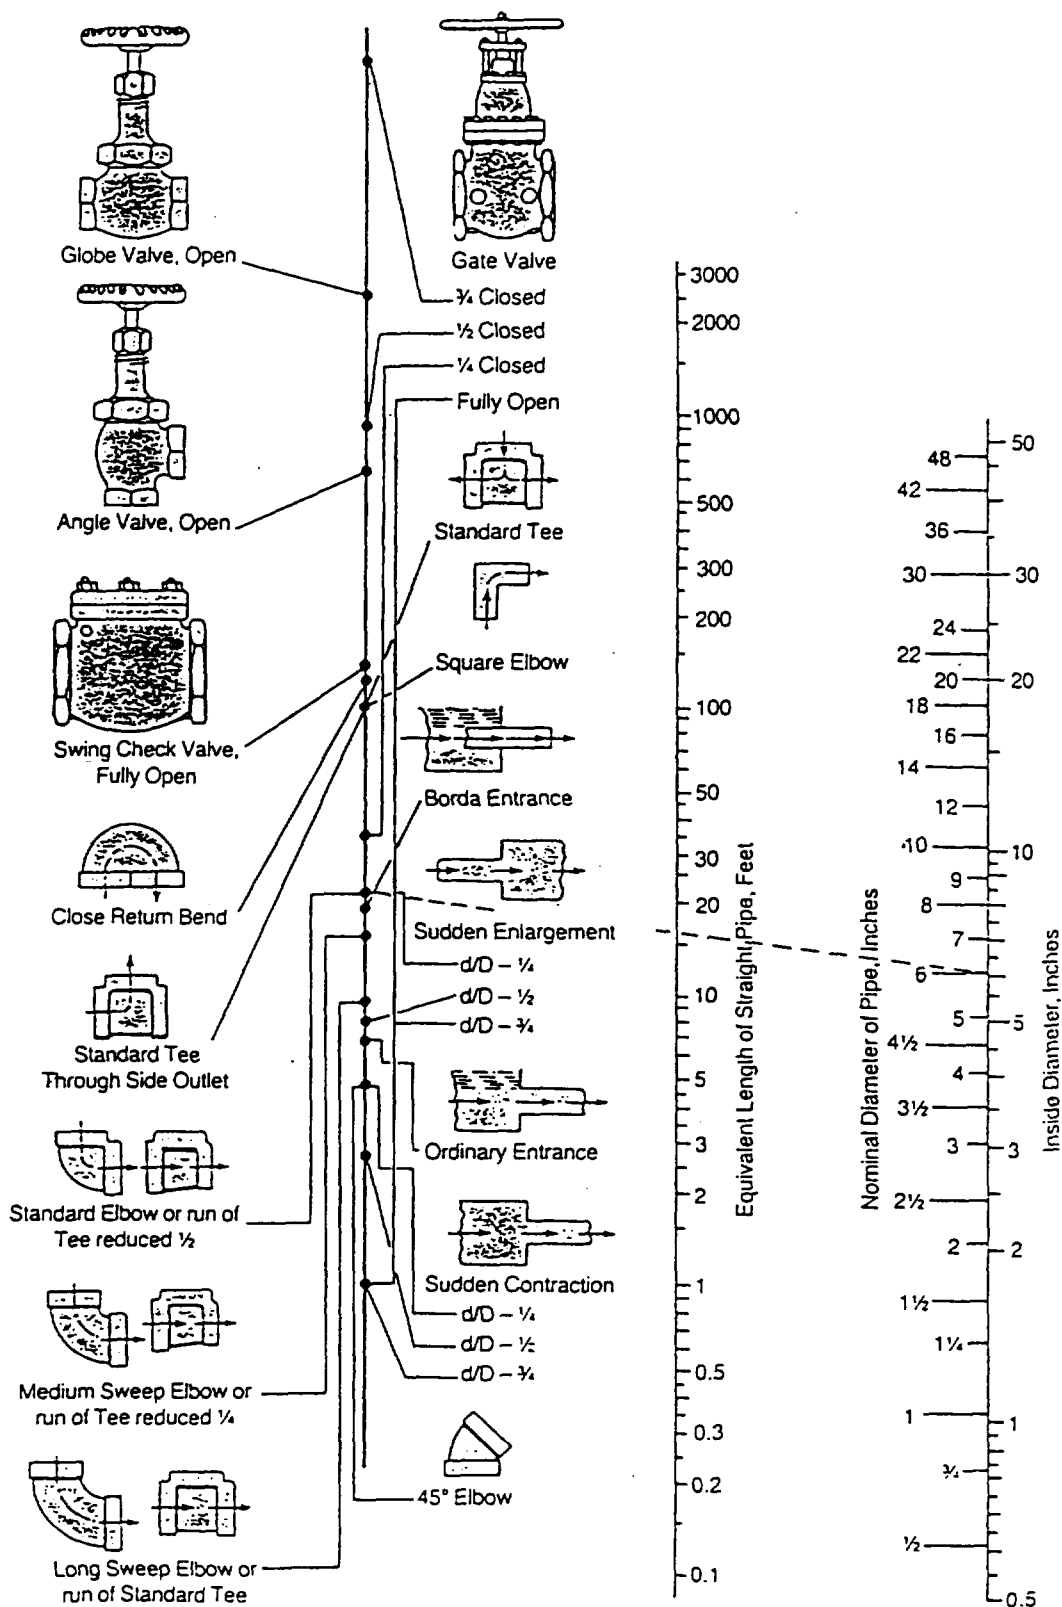 Globe Valve, Open
Angle Valve, Open
Swing Check Valve,
Fully Open
Close Return Bend
Standard Tee
Through Side Outlet
Standard Elbow or run of
Tee reduced ½
Medium Sweep Elbow or
run of Tee reduced ¼
Long Sweep Elbow or
run of Standard Tee
Gate Valve
¾ Closed
½ Closed
¼ Closed
Fully Open
Standard Tee
Square Elbow
Borda Entrance
Sudden Enlargement
d/D – ¼
d/D – ½
d/D – ¾
Ordinary Entrance
Sudden Contraction
d/D – ¼
d/D – ½
d/D – ¾
45° Elbow
3000
2000
1000
500
300
200
100
50
30
20
10
5
3
2
1
0.5
0.3
0.2
0.1
Equivalent Length of Straight Pipe, Feet
48
42
36
30
24
22
20
18
16
14
12
10
9
8
7
6
5
4½
4
3½
3
2½
2
1½
1¼
1
¾
½
Nominal Diameter of Pipe, Inches
50
30
20
10
5
3
2
1
0.5
Inside Diameter, Inches